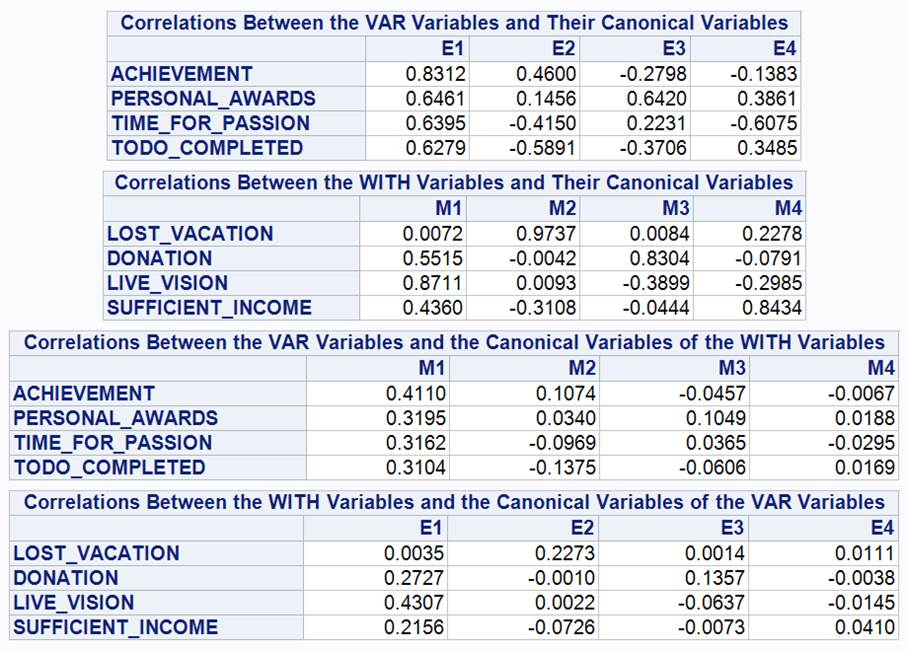 Correlations Between the VAR Variables and Their Canonical Variables
E1 E2 E3 E4
ACHIEVEMENT 0.8312 0.4600 -0.2798 -0.1383
PERSONAL_AWARDS 0.6461 0.1456 0.6420 0.3861
TIME_FOR_PASSION 0.6395 -0.4150 0.2231 -0.6075
TODO_COMPLETED 0.6279 -0.5891 -0.3706 0.3485
Correlations Between the WITH Variables and Their Canonical Variables
M1 M2 M3 M4
LOST_VACATION 0.0072 0.9737 0.0084 0.2278
DONATION 0.5515 -0.0042 0.8304 -0.0791
LIVE_VISION 0.8711 0.0093 -0.3899 -0.2985
SUFFICIENT_INCOME 0.4360 -0.3108 -0.0444 0.8434
Correlations Between the VAR Variables and the Canonical Variables of the WITH Variables
M1 M2 M3 M4
ACHIEVEMENT 0.4110 0.1074 -0.0457 -0.0067
PERSONAL_AWARDS 0.3195 0.0340 0.1049 0.0188
TIME_FOR_PASSION 0.3162 -0.0969 0.0365 -0.0295
TODO_COMPLETED 0.3104 -0.1375 -0.0606 0.0169
Correlations Between the WITH Variables and the Canonical Variables of the VAR Variables
E1 E2 E3 E4
LOST_VACATION 0.0035 0.2273 0.0014 0.0111
DONATION 0.2727 -0.0010 0.1357 -0.0038
LIVE_VISION 0.4307 0.0022 -0.0637 -0.0145
SUFFICIENT_INCOME 0.2156 -0.0726 -0.0073 0.0410